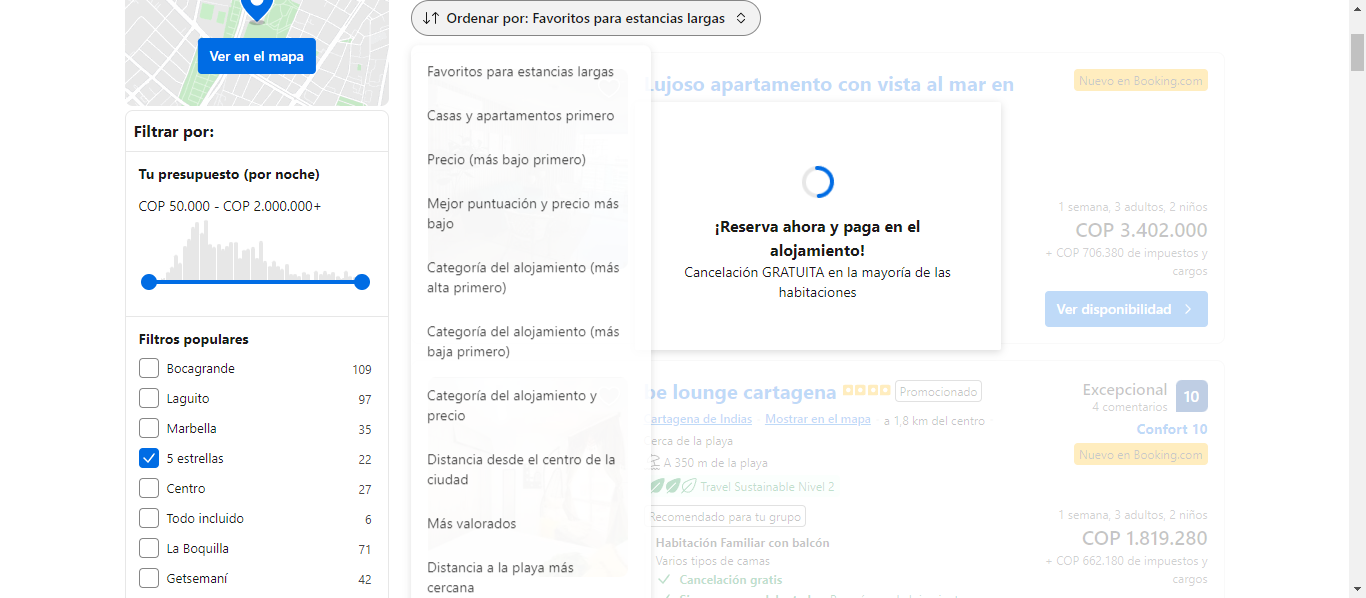 Ver en el mapa
Filtrar por:
Tu presupuesto (por noche)
COP 50.000 - COP 2.000.000+
Filtros populares
Bocagrande 109
Laguito 97
Marbella 35
5 estrellas 22
Centro 27
Todo incluido 6
La Boquilla 71
Getsemaní 42
Ordenar por: Favoritos para estancias largas
Favoritos para estancias largas
Casas y apartamentos primero
Precio (más bajo primero)
Mejor puntuación y precio más
bajo
Categoría del alojamiento (más
alta primero)
Categoría del alojamiento (más
baja primero)
Categoría del alojamiento y
precio
Distancia desde el centro de la
ciudad
Más valorados
Distancia a la playa más
cercana
Lujoso apartamento con vista al mar en
Nuevo en Booking.com
¡Reserva ahora y paga en el
alojamiento!
Cancelación GRATUITA en la mayoría de las
habitaciones
1 semana, 3 adultos, 2 niños
COP 3.402.000
+ COP 706.380 de impuestos y
cargos
Ver disponibilidad
lounge cartagena
Promocionado
de Indias Mostrar en el mapa a 1,8 km del centro
de la playa
A 350 m de la playa
Travel Sustainable Nivel 2
Recomendado para tu grupo
Habitación Familiar con balcón
Varios tipos de camas
Cancelación gratis
Excepcional 10
4 comentarios
Confort 10
Nuevo en Booking.com
1 semana, 3 adultos, 2 niños
COP 1.819.280
+ COP 662.180 de impuestos y
cargos